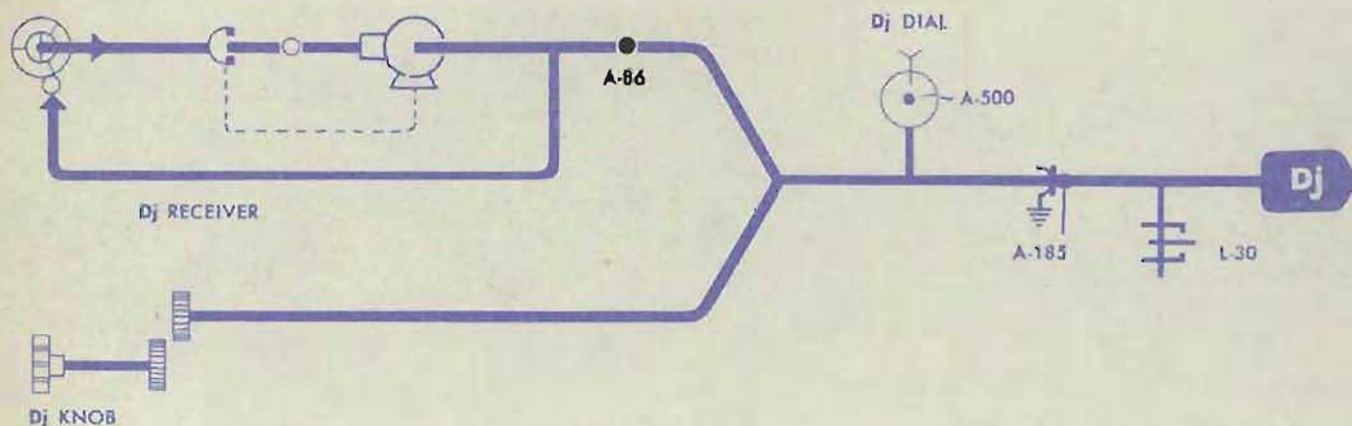 Dj DIAL
A-86
A-500
Dj RECEIVER
Dj
A-185
L-30
Dj KNOB